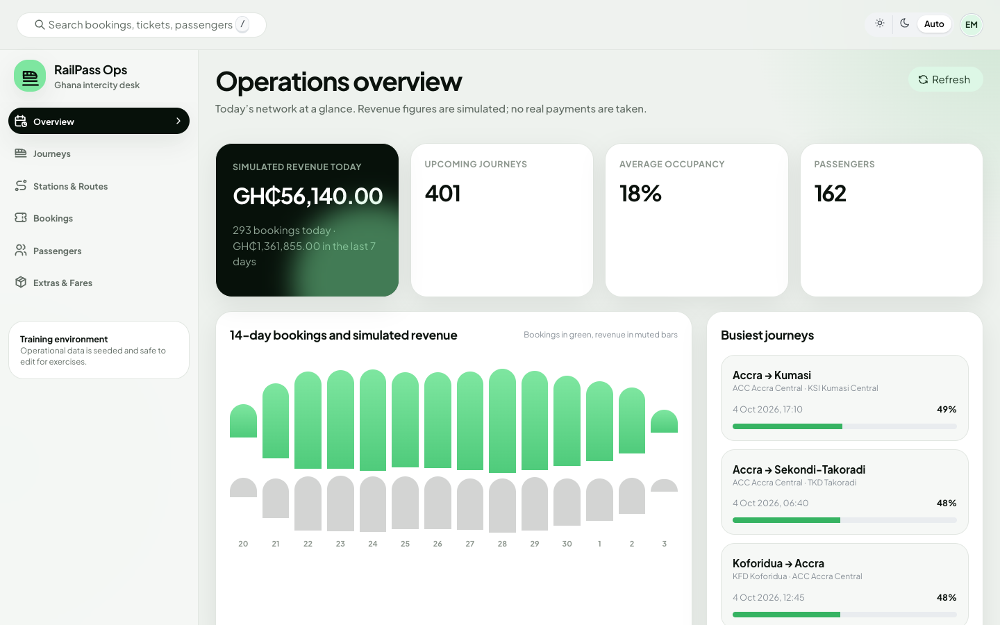 Search bookings, tickets, passengers /
Auto
EM
RailPass Ops
Ghana intercity desk
Overview
Journeys
Stations & Routes
Bookings
Passengers
Extras & Fares
Training environment
Operational data is seeded and safe to
edit for exercises.
Operations overview
Today's network at a glance. Revenue figures are simulated; no real payments are taken.
Refresh
SIMULATED REVENUE TODAY
GH₵56,140.00
293 bookings today ·
GH₵1,361,855.00 in the last 7
days
UPCOMING JOURNEYS
401
AVERAGE OCCUPANCY
18%
PASSENGERS
162
14-day bookings and simulated revenue
Bookings in green, revenue in muted bars
20 21 22 23 24 25 26 27 28 29 30 1 2 3
Busiest journeys
Accra → Kumasi
ACC Accra Central · KSI Kumasi Central
4 Oct 2026, 17:10 49%
Accra → Sekondi-Takoradi
ACC Accra Central · TKD Takoradi
4 Oct 2026, 06:40 48%
Koforidua → Accra
KFD Koforidua · ACC Accra Central
4 Oct 2026, 12:45 48%